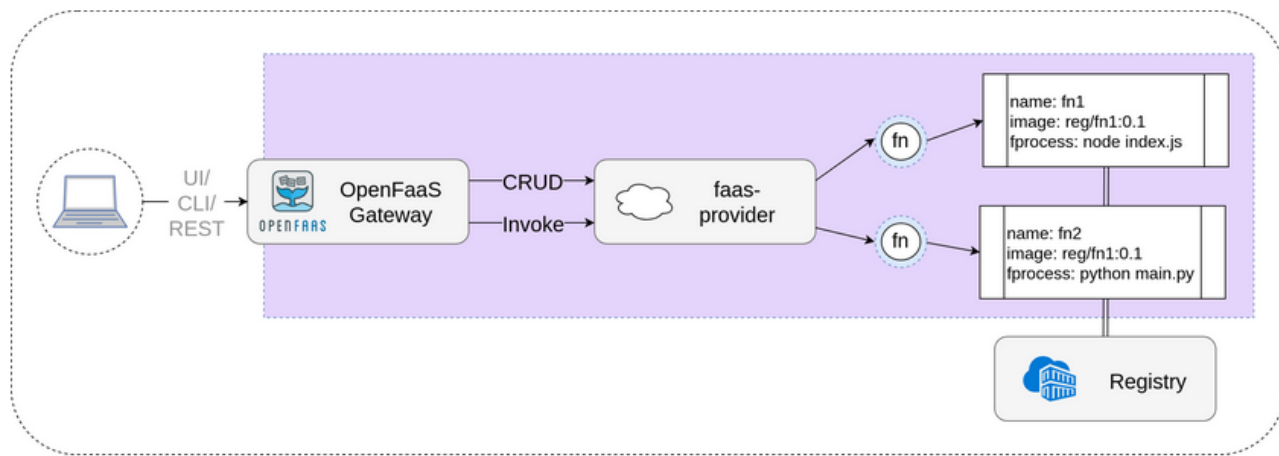 UI/
CLI/
REST
OPENFAAS
OpenFaaS
Gateway
CRUD
Invoke
faas-
provider
fn
fn
name: fn1
image: reg/fn1:0.1
fprocess: node index.js
name: fn2
image: reg/fn1:0.1
fprocess: python main.py
Registry